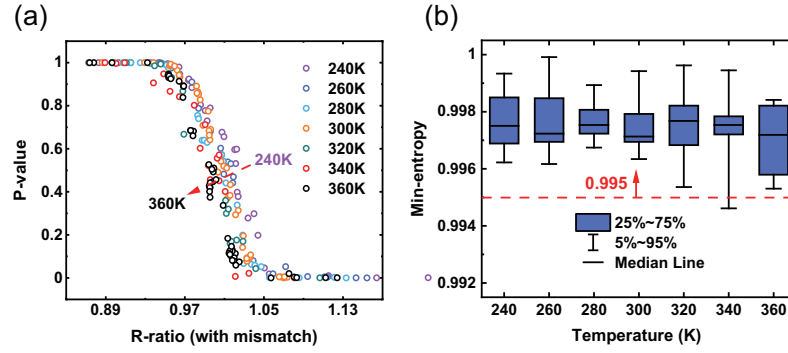 (a)
P-value
1
0.8
0.6
0.4
0.2
0
240K
260K
280K
300K
320K
340K
360K
240K
360K
0.89 0.97 1.05 1.13
R-ratio (with mismatch)
(b)
Min-entropy
1
0.998
0.996
0.994
0.992
0.995
25%~75%
5%~95%
Median Line
240 260 280 300 320 340 360
Temperature (K)